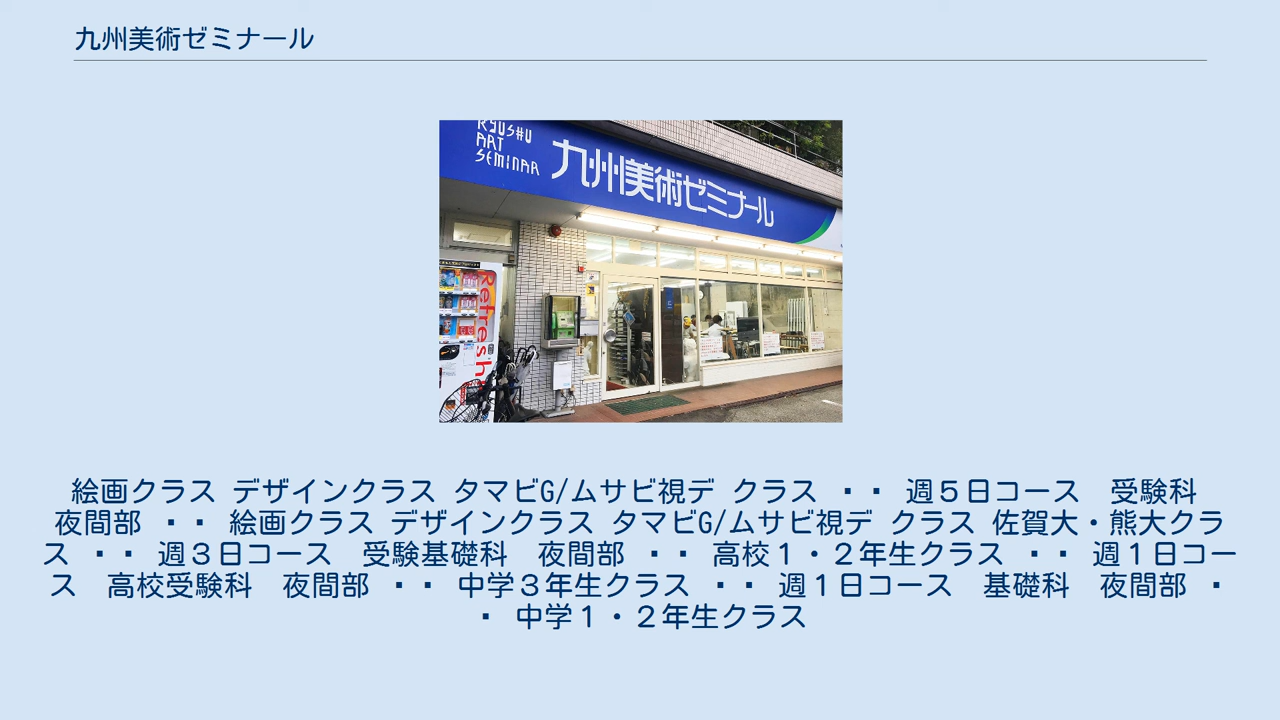 九州美術ゼミナール
KYUSHU
ART
SEMINAR
九州美術ゼミナール
Refresh
絵画クラス デザインクラス タマビG/ムサビ視デ クラス ・・ 週５日コース　受験科
夜間部 ・・ 絵画クラス デザインクラス タマビG/ムサビ視デ クラス 佐賀大・熊大クラ
ス ・・ 週３日コース　受験基礎科　夜間部 ・・ 高校１・２年生クラス ・・ 週１日コー
ス　高校受験科　夜間部 ・・ 中学３年生クラス ・・ 週１日コース　基礎科　夜間部 ・
・ 中学１・２年生クラス